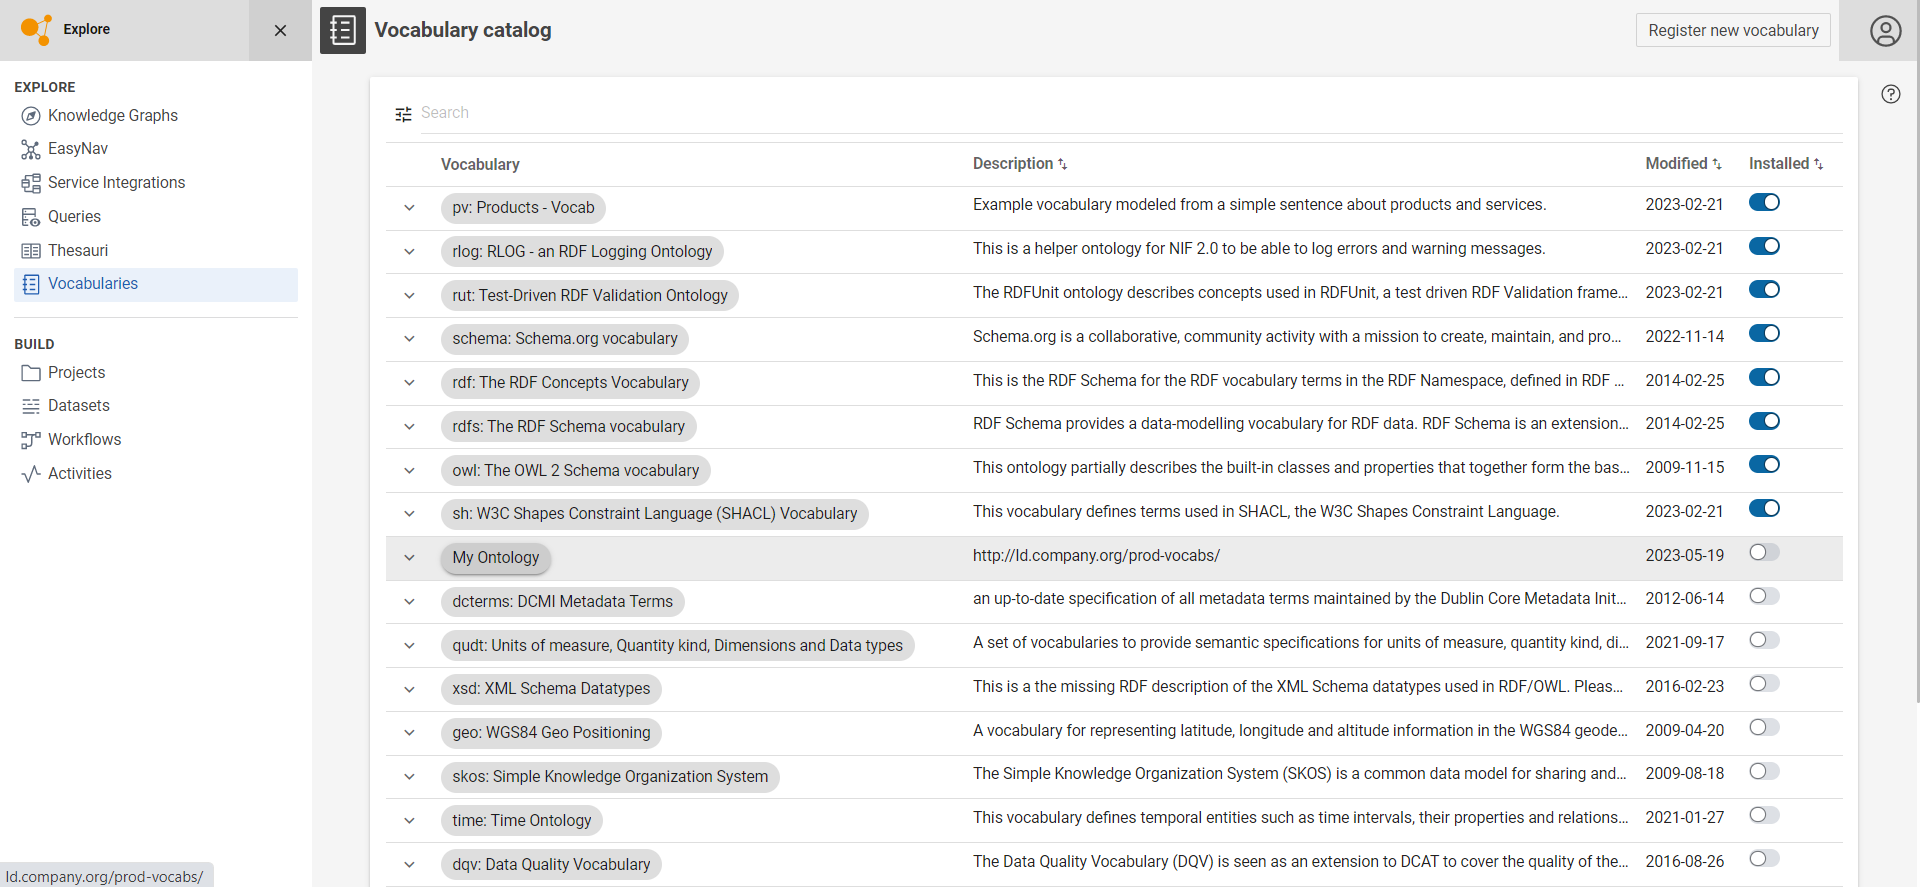 Explore
Vocabulary catalog
Register new vocabulary
EXPLORE
Knowledge Graphs
EasyNav
Service Integrations
Queries
Thesauri
Vocabularies
BUILD
Projects
Datasets
Workflows
Activities
Search
Vocabulary Description Modified Installed
pv: Products - Vocab Example vocabulary modeled from a simple sentence about products and services. 2023-02-21
rlog: RLOG - an RDF Logging Ontology This is a helper ontology for NIF 2.0 to be able to log errors and warning messages. 2023-02-21
rut: Test-Driven RDF Validation Ontology The RDFUnit ontology describes concepts used in RDFUnit, a test driven RDF Validation frame... 2023-02-21
schema: Schema.org vocabulary Schema.org is a collaborative, community activity with a mission to create, maintain, and pro... 2022-11-14
rdf: The RDF Concepts Vocabulary This is the RDF Schema for the RDF vocabulary terms in the RDF Namespace, defined in RDF ... 2014-02-25
rdfs: The RDF Schema vocabulary RDF Schema provides a data-modelling vocabulary for RDF data. RDF Schema is an extension... 2014-02-25
owl: The OWL 2 Schema vocabulary This ontology partially describes the built-in classes and properties that together form the bas... 2009-11-15
sh: W3C Shapes Constraint Language (SHACL) Vocabulary This vocabulary defines terms used in SHACL, the W3C Shapes Constraint Language. 2023-02-21
My Ontology http://ld.company.org/prod-vocabs/ 2023-05-19
dcterms: DCMI Metadata Terms an up-to-date specification of all metadata terms maintained by the Dublin Core Metadata Init... 2012-06-14
qudt: Units of measure, Quantity kind, Dimensions and Data types A set of vocabularies to provide semantic specifications for units of measure, quantity kind, di... 2021-09-17
xsd: XML Schema Datatypes This is a the missing RDF description of the XML Schema datatypes used in RDF/OWL. Pleas... 2016-02-23
geo: WGS84 Geo Positioning A vocabulary for representing latitude, longitude and altitude information in the WGS84 geode... 2009-04-20
skos: Simple Knowledge Organization System The Simple Knowledge Organization System (SKOS) is a common data model for sharing and... 2009-08-18
time: Time Ontology This vocabulary defines temporal entities such as time intervals, their properties and relations... 2021-01-27
dqv: Data Quality Vocabulary The Data Quality Vocabulary (DQV) is seen as an extension to DCAT to cover the quality of the... 2016-08-26
ld.company.org/prod-vocabs/